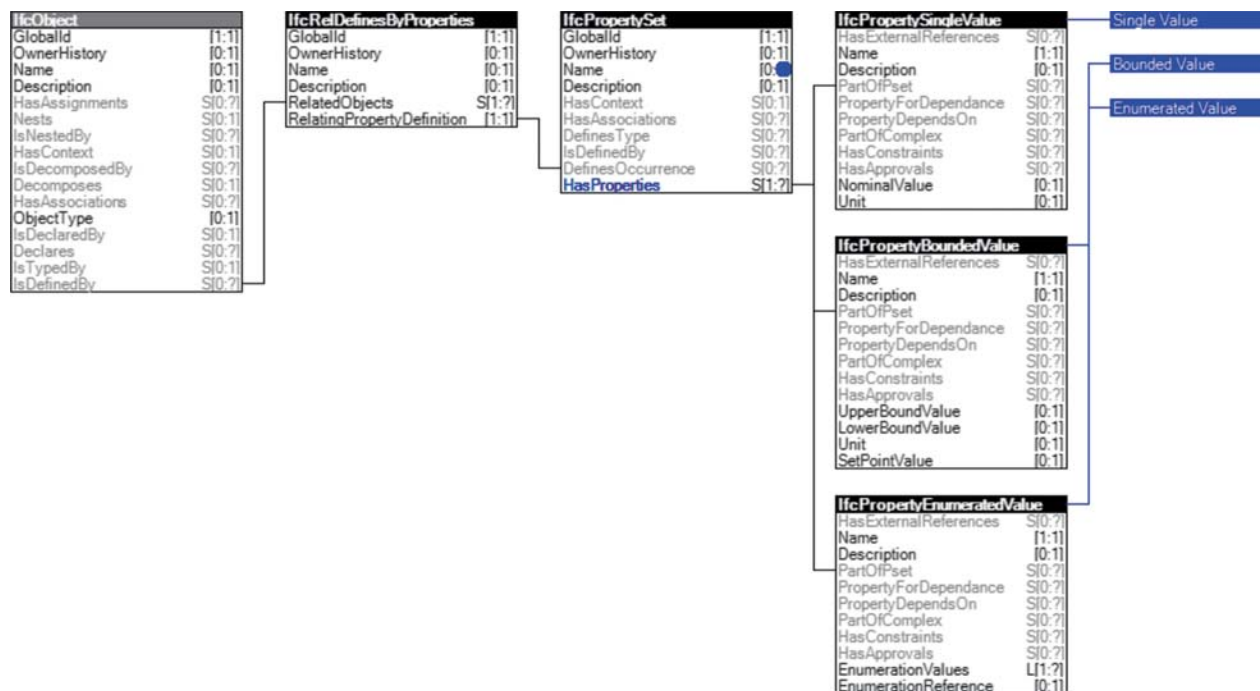 IfcObject
GlobalId [1:1]
OwnerHistory [0:1]
Name [0:1]
Description [0:1]
HasAssignments S[0:?]
Nests S[0:1]
IsNestedBy S[0:?]
HasContext S[0:1]
IsDecomposedBy S[0:?]
Decomposes S[0:1]
HasAssociations S[0:?]
ObjectType [0:1]
IsDeclaredBy S[0:1]
Declares S[0:?]
IsTypedBy S[0:1]
IsDefinedBy S[0:?]
IfcRelDefinesByProperties
GlobalId [1:1]
OwnerHistory [0:1]
Name [0:1]
Description [0:1]
RelatedObjects S[1:?]
RelatingPropertyDefinition [1:1]
IfcPropertySet
GlobalId [1:1]
OwnerHistory [0:1]
Name [0:
Description [0:1]
HasContext S[0:1]
HasAssociations S[0:?]
DefinesType S[0:?]
IsDefinedBy S[0:?]
DefinesOccurrence S[0:?]
HasProperties S[1:?]
IfcPropertySingleValue
HasExternalReferences S[0:?]
Name [1:1]
Description [0:1]
PartOfPset S[0:?]
PropertyForDependance S[0:?]
PropertyDependsOn S[0:?]
PartOfComplex S[0:?]
HasConstraints S[0:?]
HasApprovals S[0:?]
NominalValue [0:1]
Unit [0:1]
IfcPropertyBoundedValue
HasExternalReferences S[0:?]
Name [1:1]
Description [0:1]
PartOfPset S[0:?]
PropertyForDependance S[0:?]
PropertyDependsOn S[0:?]
PartOfComplex S[0:?]
HasConstraints S[0:?]
HasApprovals S[0:?]
UpperBoundValue [0:1]
LowerBoundValue [0:1]
Unit [0:1]
SetPointValue [0:1]
IfcPropertyEnumeratedValue
HasExternalReferences S[0:?]
Name [1:1]
Description [0:1]
PartOfPset S[0:?]
PropertyForDependance S[0:?]
PropertyDependsOn S[0:?]
PartOfComplex S[0:?]
HasConstraints S[0:?]
HasApprovals S[0:?]
EnumerationValues L[1:?]
EnumerationReference [0:1]
Single Value
Bounded Value
Enumerated Value